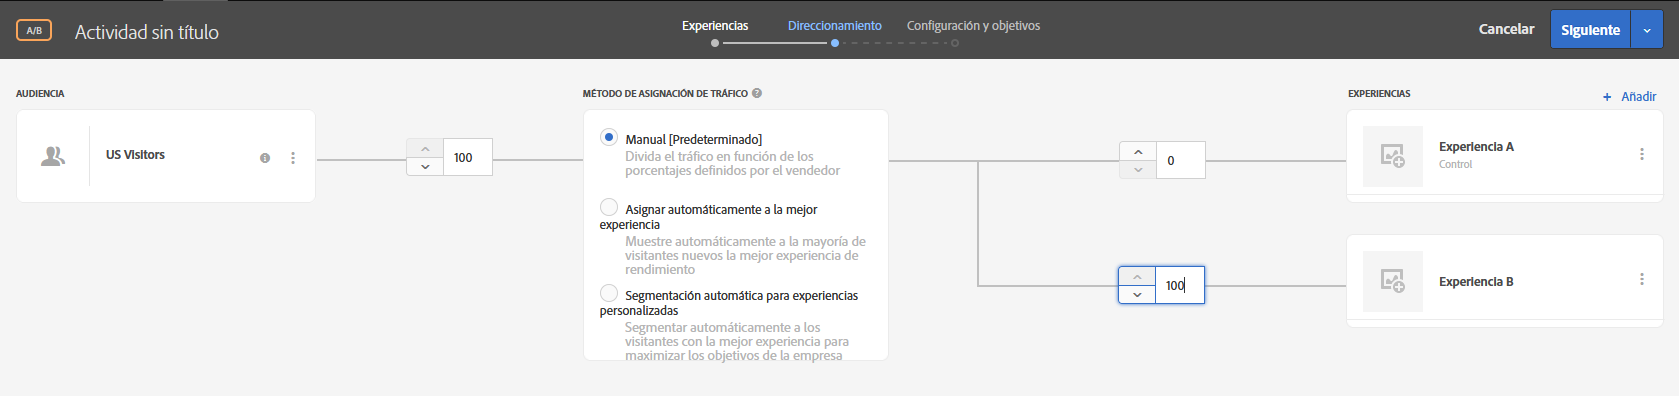 A/B
Actividad sin título
Experiencias
Direccionamiento
Configuración y objetivos
Cancelar
Siguiente
AUDIENCIA
US Visitors
100
MÉTODO DE ASIGNACIÓN DE TRÁFICO ?
Manual [Predeterminado]
Divida el tráfico en función de los
porcentajes definidos por el vendedor
Asignar automáticamente a la mejor
experiencia
Muestre automáticamente a la mayoría de
visitantes nuevos la mejor experiencia de
rendimiento
Segmentación automática para experiencias
personalizadas
Segmentar automáticamente a los
visitantes con la mejor experiencia para
maximizar los objetivos de la empresa
0
100
EXPERIENCIAS
+ Añadir
Experiencia A
Control
Experiencia B